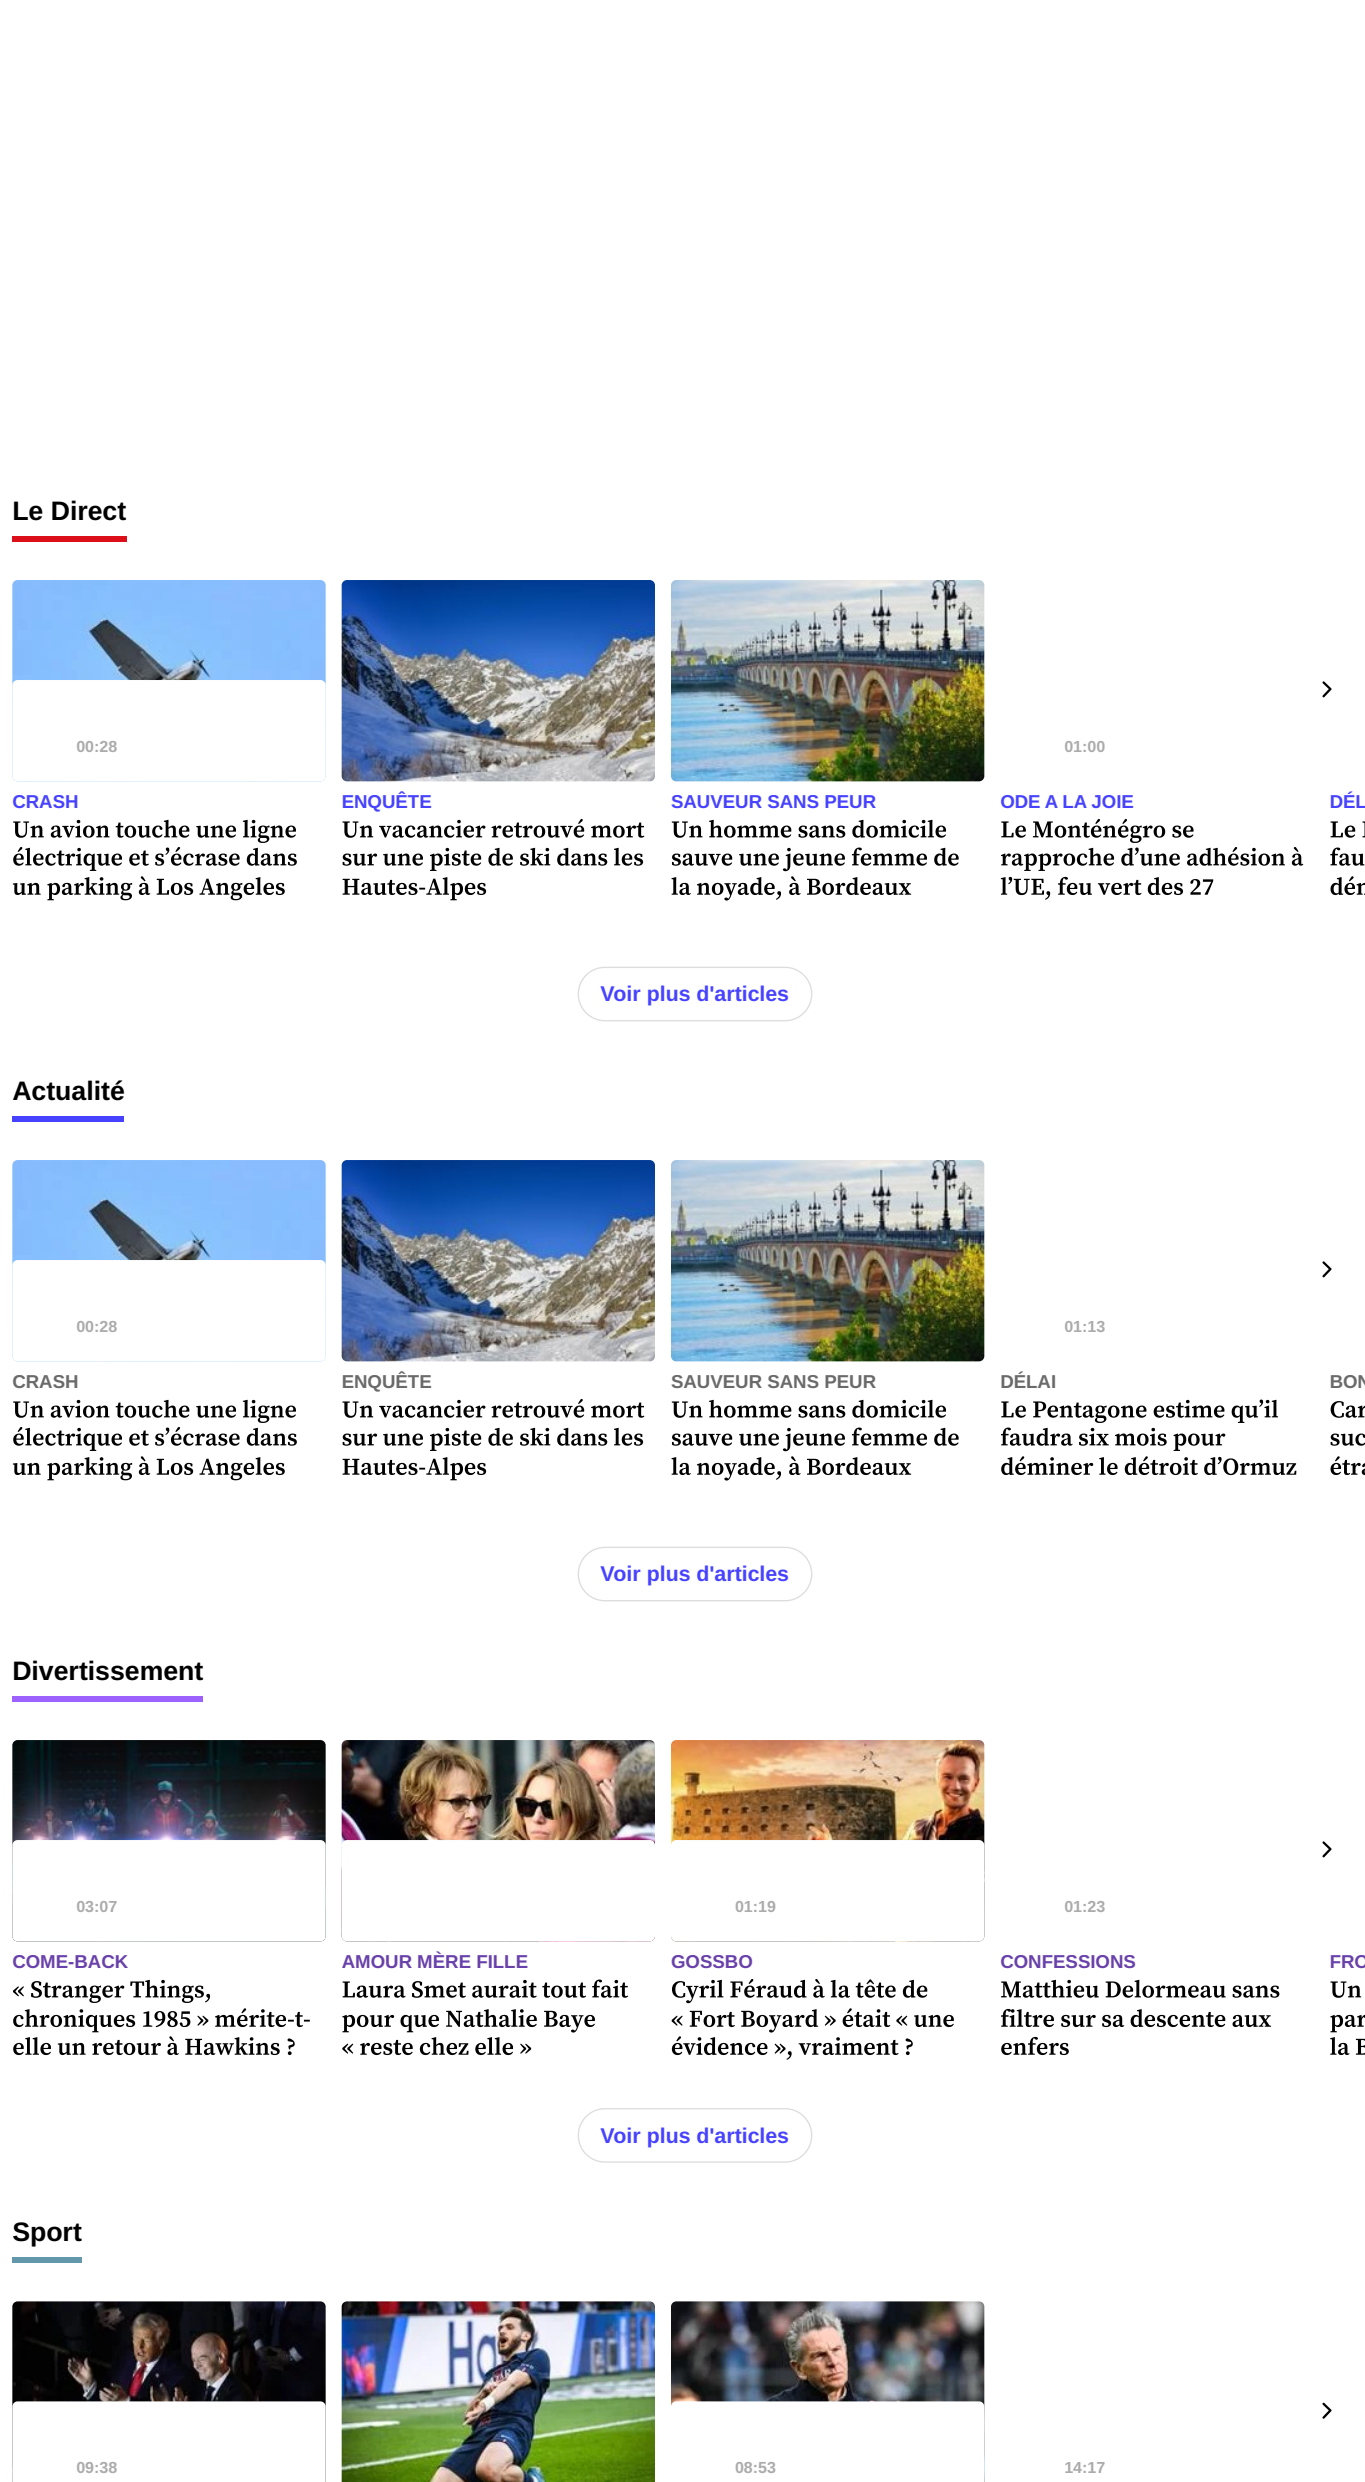 Le Direct
00:28
01:00
CRASH
Un avion touche une ligne
électrique et s’écrase dans
un parking à Los Angeles
ENQUÊTE
Un vacancier retrouvé mort
sur une piste de ski dans les
Hautes-Alpes
SAUVEUR SANS PEUR
Un homme sans domicile
sauve une jeune femme de
la noyade, à Bordeaux
ODE A LA JOIE
Le Monténégro se
rapproche d’une adhésion à
l’UE, feu vert des 27
Voir plus d'articles
Actualité
00:28
01:13
CRASH
Un avion touche une ligne
électrique et s’écrase dans
un parking à Los Angeles
ENQUÊTE
Un vacancier retrouvé mort
sur une piste de ski dans les
Hautes-Alpes
SAUVEUR SANS PEUR
Un homme sans domicile
sauve une jeune femme de
la noyade, à Bordeaux
DÉLAI
Le Pentagone estime qu’il
faudra six mois pour
déminer le détroit d’Ormuz
Voir plus d'articles
Divertissement
03:07
01:19
01:23
COME-BACK
« Stranger Things,
chroniques 1985 » mérite-t-
elle un retour à Hawkins ?
AMOUR MÈRE FILLE
Laura Smet aurait tout fait
pour que Nathalie Baye
« reste chez elle »
GOSSBO
Cyril Féraud à la tête de
« Fort Boyard » était « une
évidence », vraiment ?
CONFESSIONS
Matthieu Delormeau sans
filtre sur sa descente aux
enfers
Un
la
Voir plus d'articles
Sport
09:38
08:53
14:17